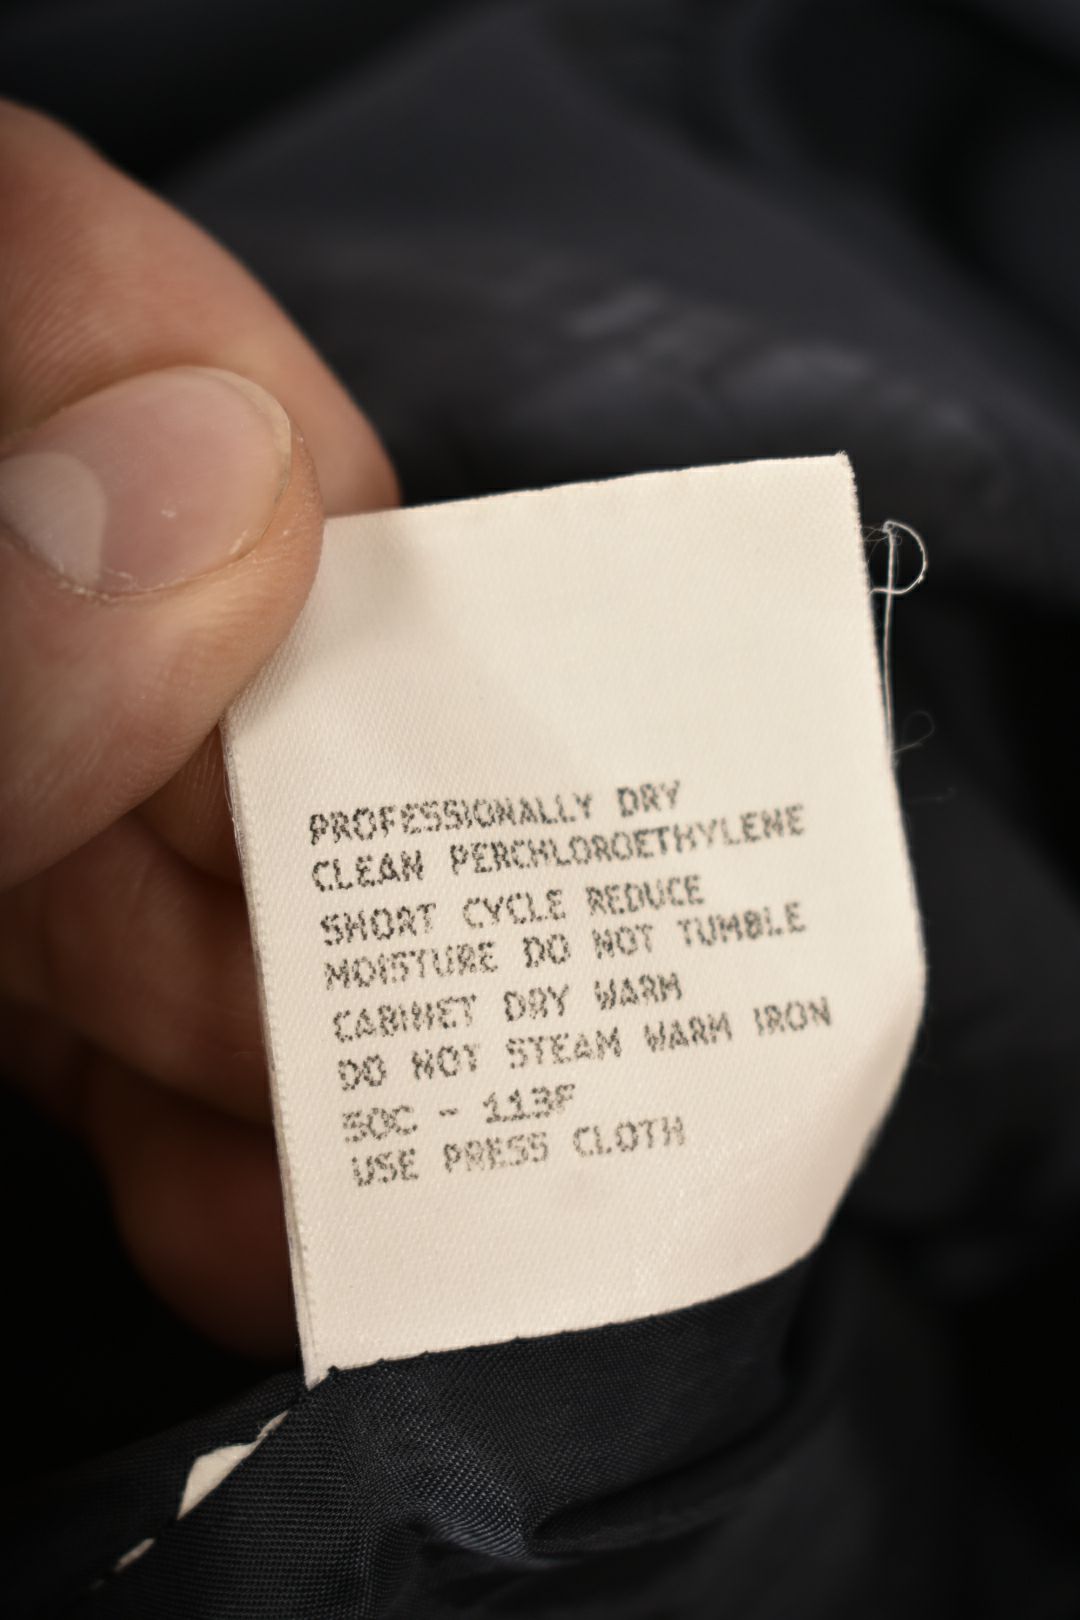 PROFESSIONALLY DRY
CLEAN PERCHLOROETHYLENE
SHORT CYCLE REDUCE
MOISTURE DO NOT TUMBLE
CABINET DRY WARM
DO NOT STEAM WARM IRON
50C - 113F
USE PRESS CLOTH